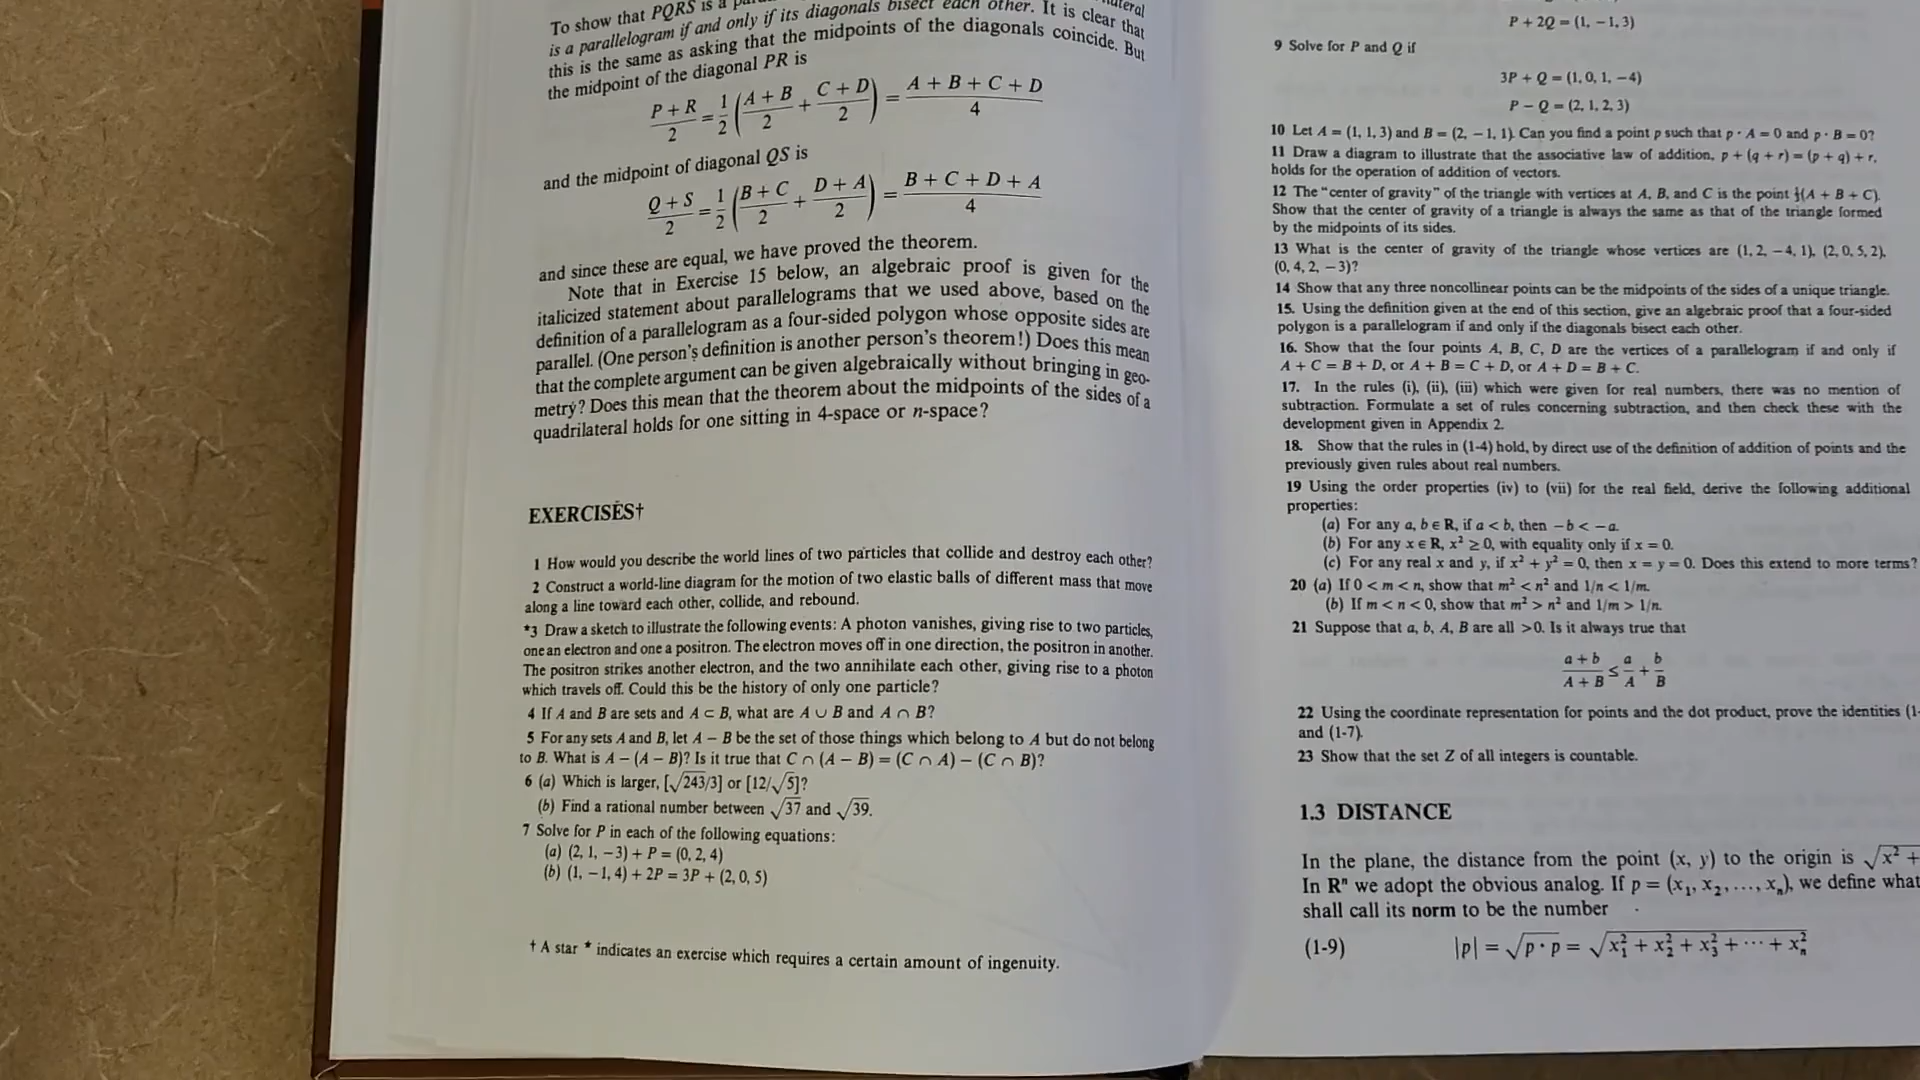 To show that PQRS is a
is a parallelogram if and only if its diagonals bisect each other. It is clear that
this is the same as asking that the midpoints of the diagonals coincide. But
the midpoint of the diagonal PR is
(P + R)/2 = 1/2 ((A + B)/2 + (C + D)/2) = (A + B + C + D)/4
and the midpoint of diagonal QS is
(Q + S)/2 = 1/2 ((B + C)/2 + (D + A)/2) = (B + C + D + A)/4
and since these are equal, we have proved the theorem.
Note that in Exercise 15 below, an algebraic proof is given for the
italicized statement about parallelograms that we used above, based on the
definition of a parallelogram as a four-sided polygon whose opposite sides are
parallel. (One person's definition is another person's theorem!) Does this mean
that the complete argument can be given algebraically without bringing in geo-
metry? Does this mean that the theorem about the midpoints of the sides of a
quadrilateral holds for one sitting in 4-space or n-space?
EXERCISES†
1 How would you describe the world lines of two particles that collide and destroy each other?
2 Construct a world-line diagram for the motion of two elastic balls of different mass that move
along a line toward each other, collide, and rebound.
*3 Draw a sketch to illustrate the following events: A photon vanishes, giving rise to two particles,
one an electron and one a positron. The electron moves off in one direction, the positron in another.
The positron strikes another electron, and the two annihilate each other, giving rise to a photon
which travels off. Could this be the history of only one particle?
4 If A and B are sets and A ⊂ B, what are A ∪ B and A ∩ B?
5 For any sets A and B, let A − B be the set of those things which belong to A but do not belong
to B. What is A − (A − B)? Is it true that C ∩ (A − B) = (C ∩ A) − (C ∩ B)?
6 (a) Which is larger, [√243/3] or [12/√5]?
(b) Find a rational number between √37 and √39.
7 Solve for P in each of the following equations:
(a) (2, 1, −3) + P = (0, 2, 4)
(b) (1, −1, 4) + 2P = 3P + (2, 0, 5)
† A star * indicates an exercise which requires a certain amount of ingenuity.
P + 2Q = (1, −1, 3)
9 Solve for P and Q if
3P + Q = (1, 0, 1, −4)
P − Q = (2, 1, 2, 3)
10 Let A = (1, 1, 3) and B = (2, −1, 1). Can you find a point p such that p · A = 0 and p · B = 0?
11 Draw a diagram to illustrate that the associative law of addition, p + (q + r) = (p + q) + r,
holds for the operation of addition of vectors.
12 The "center of gravity" of the triangle with vertices at A, B, and C is the point ⅓(A + B + C).
Show that the center of gravity of a triangle is always the same as that of the triangle formed
by the midpoints of its sides.
13 What is the center of gravity of the triangle whose vertices are (1, 2, −4, 1), (2, 0, 5, 2),
(0, 4, 2, −3)?
14 Show that any three noncollinear points can be the midpoints of the sides of a unique triangle.
15. Using the definition given at the end of this section, give an algebraic proof that a four-sided
polygon is a parallelogram if and only if the diagonals bisect each other.
16. Show that the four points A, B, C, D are the vertices of a parallelogram if and only if
A + C = B + D, or A + B = C + D, or A + D = B + C.
17. In the rules (i), (ii), (iii) which were given for real numbers, there was no mention of
subtraction. Formulate a set of rules concerning subtraction, and then check these with the
development given in Appendix 2.
18. Show that the rules in (1-4) hold, by direct use of the definition of addition of points and the
previously given rules about real numbers.
19 Using the order properties (iv) to (vii) for the real field, derive the following additional
properties:
(a) For any a, b ∈ R, if a < b, then −b < −a.
(b) For any x ∈ R, x² ≥ 0, with equality only if x = 0.
(c) For any real x and y, if x² + y² = 0, then x = y = 0. Does this extend to more terms?
20 (a) If 0 < m < n, show that m² < n² and 1/n < 1/m.
(b) If m < n < 0, show that m² > n² and 1/m > 1/n.
21 Suppose that a, b, A, B are all >0. Is it always true that
(a + b)/(A + B) ≤ a/A + b/B
22 Using the coordinate representation for points and the dot product, prove the identities (1-
and (1-7).
23 Show that the set Z of all integers is countable.
1.3 DISTANCE
In the plane, the distance from the point (x, y) to the origin is √x² +
In Rⁿ we adopt the obvious analog. If p = (x₁, x₂, ..., xₙ), we define what
shall call its norm to be the number
(1-9) |p| = √p · p = √x₁² + x₂² + x₃² + ··· + xₙ²